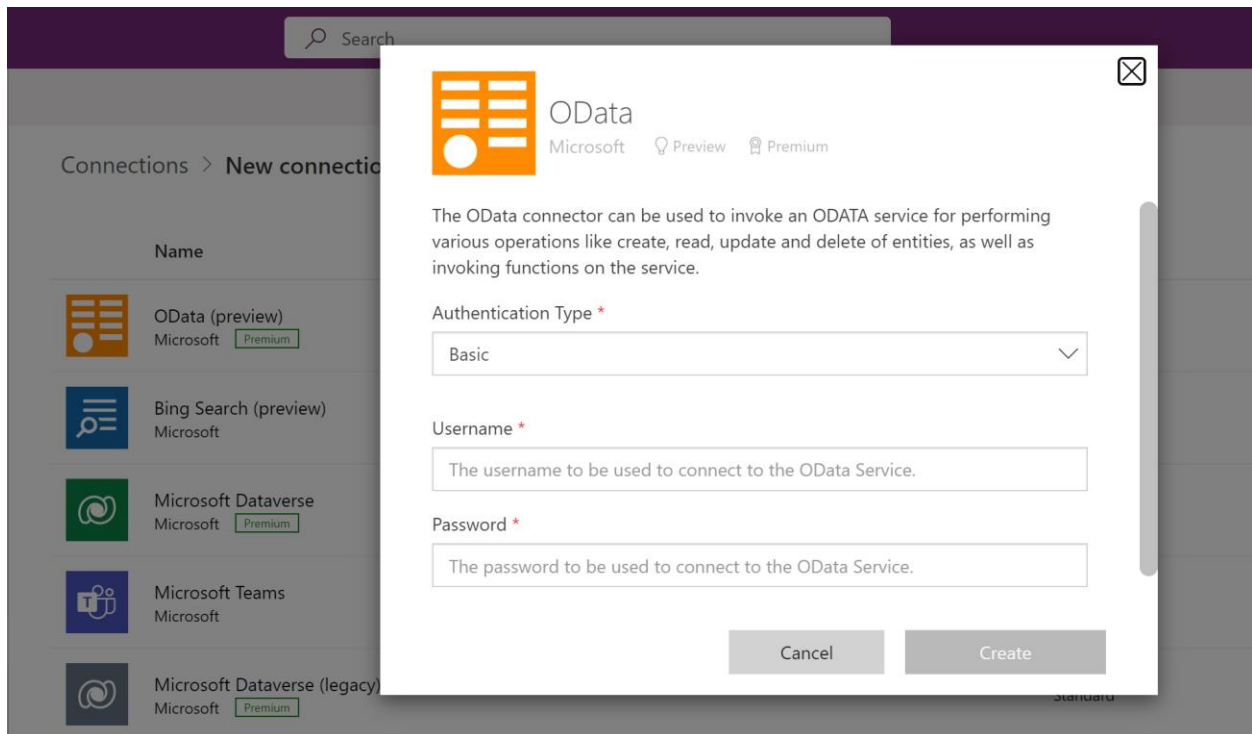 Search
OData
Microsoft Preview Premium
Connections > New connectio
The OData connector can be used to invoke an ODATA service for performing
various operations like create, read, update and delete of entities, as well as
invoking functions on the service.
Authentication Type *
Basic
Username *
The username to be used to connect to the OData Service.
Password *
The password to be used to connect to the OData Service.
Cancel Create
Name
OData (preview)
Microsoft Premium
Bing Search (preview)
Microsoft
Microsoft Dataverse
Microsoft Premium
Microsoft Teams
Microsoft
Microsoft Dataverse (legacy)
Microsoft Premium
Standard